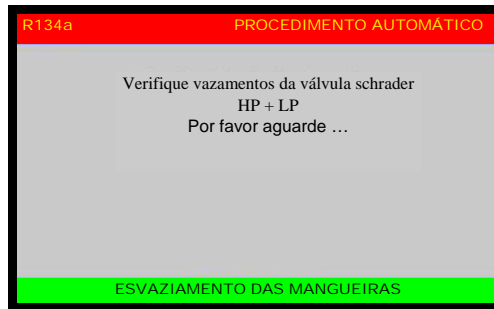 R134a PROCEDIMENTO AUTOMÁTICO
Verifique vazamentos da válvula schrader
HP + LP
Por favor aguarde ...
ESVAZIAMENTO DAS MANGUEIRAS